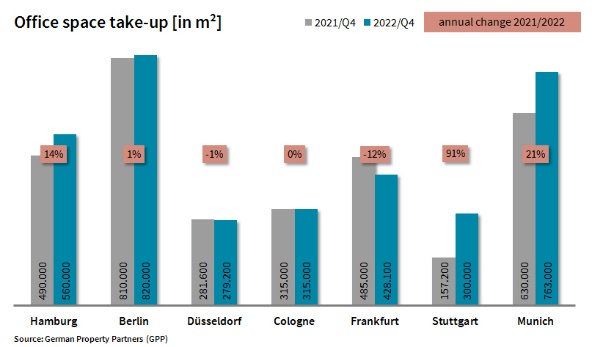 Office space take-up [in m²]
2021/Q4 2022/Q4 annual change 2021/2022
14% 1% -1% 0% -12% 91% 21%
490.000 560.000 810.000 820.000 281.600 279.200 315.000 315.000 485.000 428.100 157.200 300.000 630.000 763.000
Hamburg Berlin Düsseldorf Cologne Frankfurt Stuttgart Munich
Source: German Property Partners (GPP)